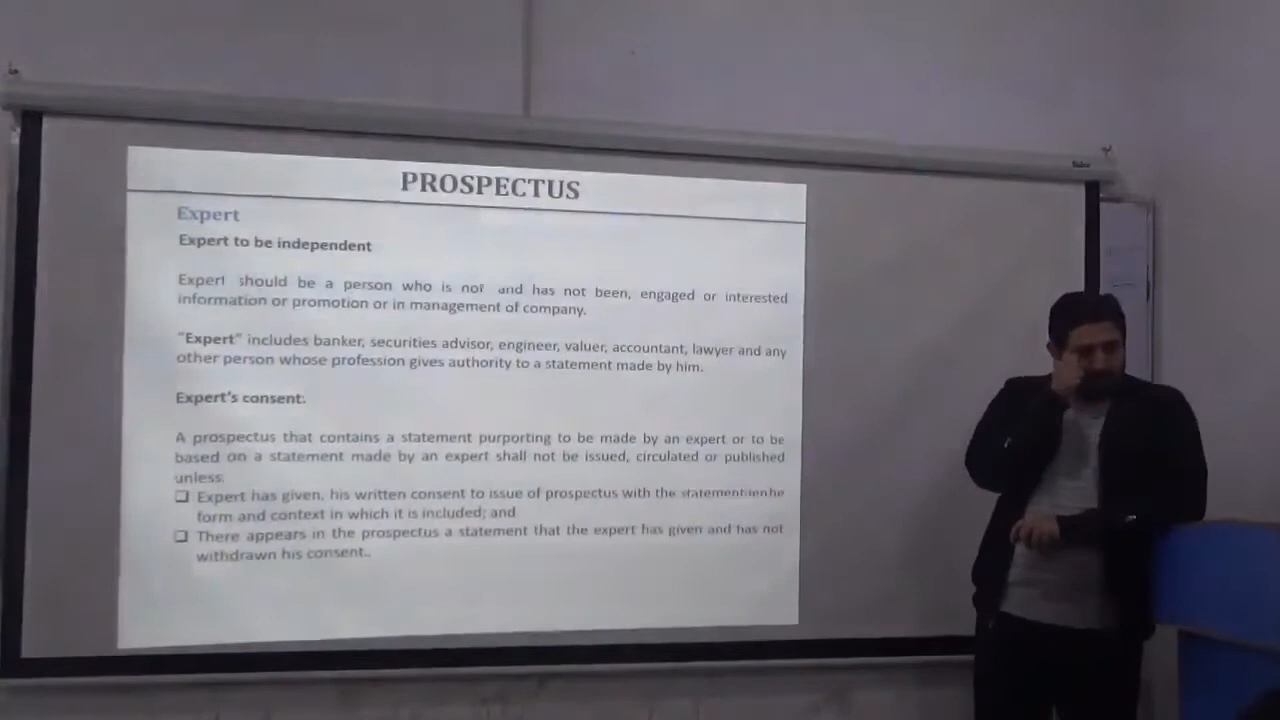 PROSPECTUS
Expert
Expert to be independent
Expert should be a person who is not and has not been, engaged or interested
information or promotion or in management of company.
"Expert" includes banker, securities advisor, engineer, valuer, accountant, lawyer and any
other person whose profession gives authority to a statement made by him.
Expert's consent:
A prospectus that contains a statement purporting to be made by an expert or to be
based on a statement made by an expert shall not be issued, circulated or published
unless:
❑ Expert has given, his written consent to issue of prospectus with the statement
form and context in which it is included; and
❑ There appears in the prospectus a statement that the expert has given and has not
withdrawn his consent..